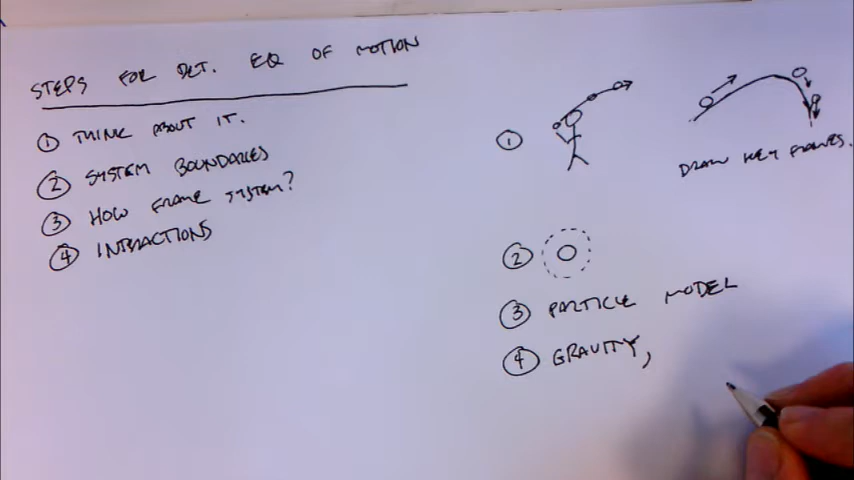 STEPS FOR DET. EQ OF MOTION
① THINK ABOUT IT.
② SYSTEM BOUNDARIES
③ HOW FRAME SYSTEM?
④ INTERACTIONS
①
DRAW KEY FRAMES.
②
③ PARTICLE MODEL
④ GRAVITY,